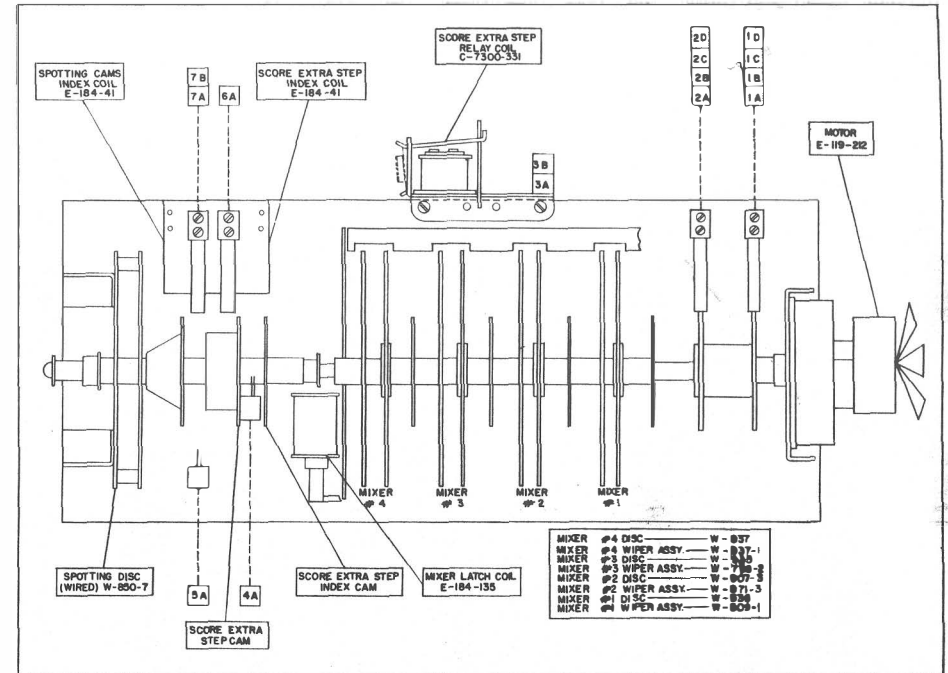 SCORE EXTRA STEP
RELAY COIL
C-7300-331
SPOTTING CAMS
INDEX COIL
E-184-41
7B
7A
6A
SCORE EXTRA STEP
INDEX COIL
E-184-41
2D
2C
2B
2A
1D
1C
1B
1A
3B
3A
MOTOR
E-119-212
MIXER
#4
MIXER
#3
MIXER
#2
MIXER
#1
SPOTTING DISC
(WIRED) W-850-7
5A
4A
SCORE EXTRA STEP
INDEX CAM
MIXER LATCH COIL
E-184-135
SCORE EXTRA
STEP CAM
MIXER #4 DISC W-837
MIXER #4 WIPER ASSY. W-837-1
MIXER #3 DISC W-
MIXER #3 WIPER ASSY. W-
MIXER #2 DISC W-807-3
MIXER #2 WIPER ASSY. W-871-3
MIXER #1 DISC W-836
MIXER WIPER ASSY. W-809-1